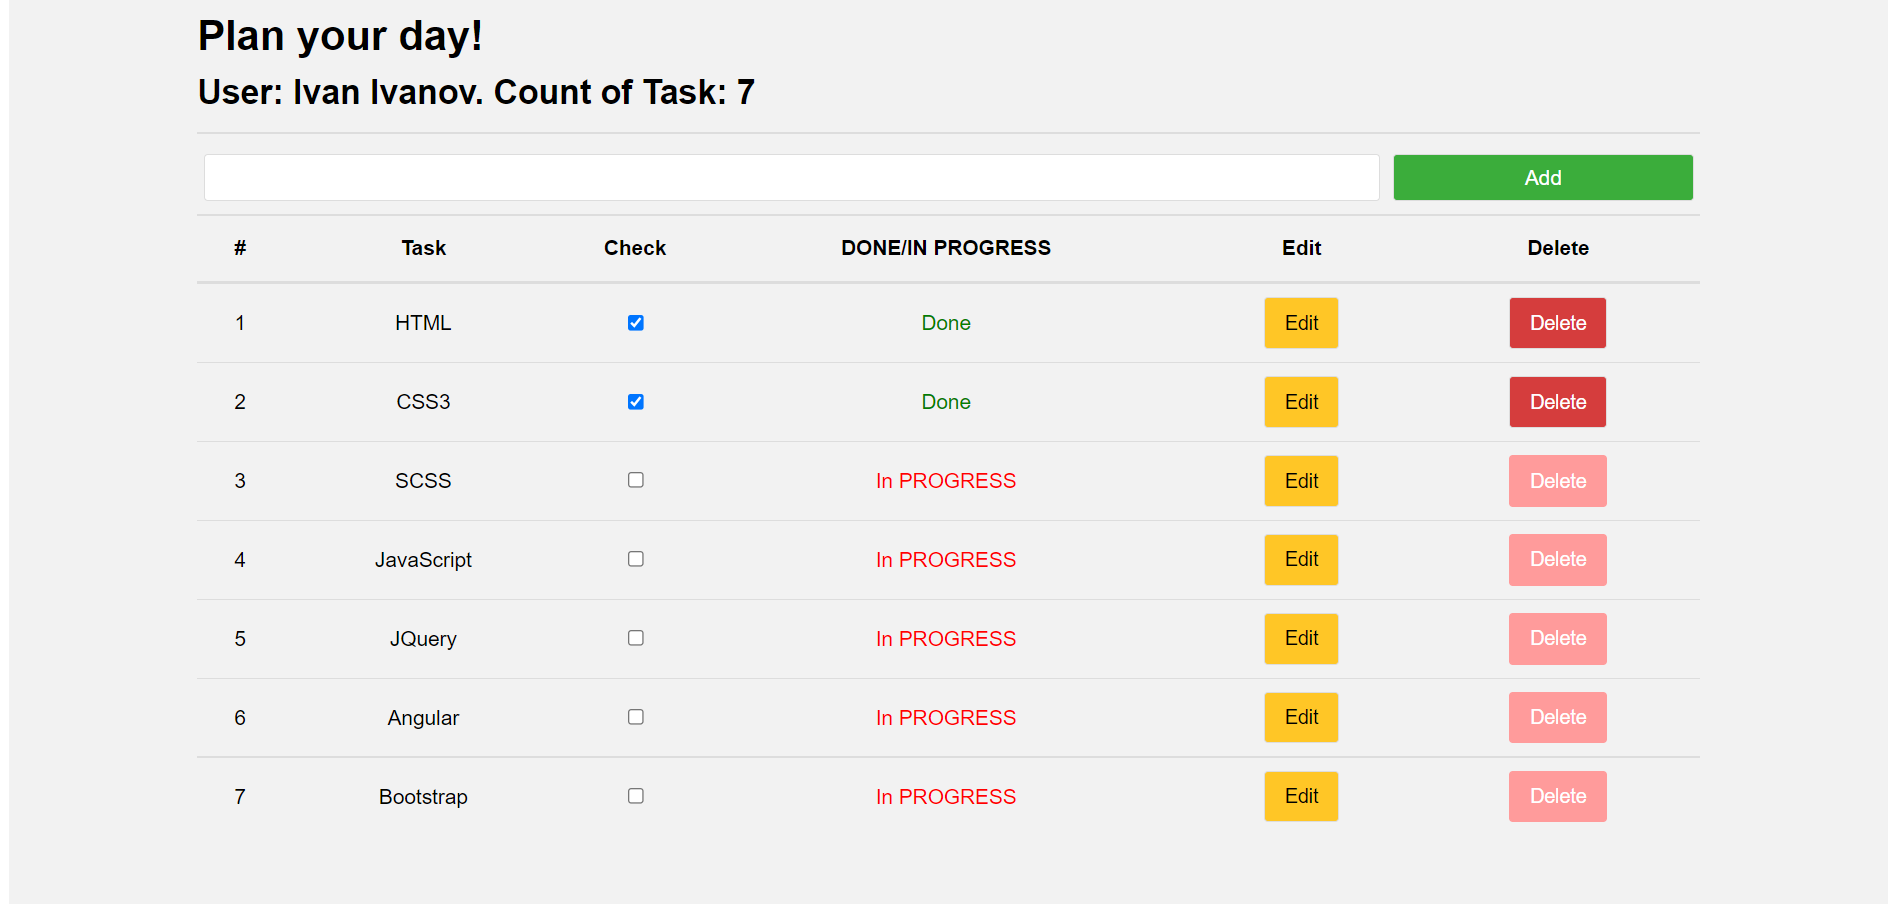 Plan your day!
User: Ivan Ivanov. Count of Task: 7
Add
# Task Check DONE/IN PROGRESS Edit Delete
1 HTML Done Edit Delete
2 CSS3 Done Edit Delete
3 SCSS In PROGRESS Edit Delete
4 JavaScript In PROGRESS Edit Delete
5 JQuery In PROGRESS Edit Delete
6 Angular In PROGRESS Edit Delete
7 Bootstrap In PROGRESS Edit Delete